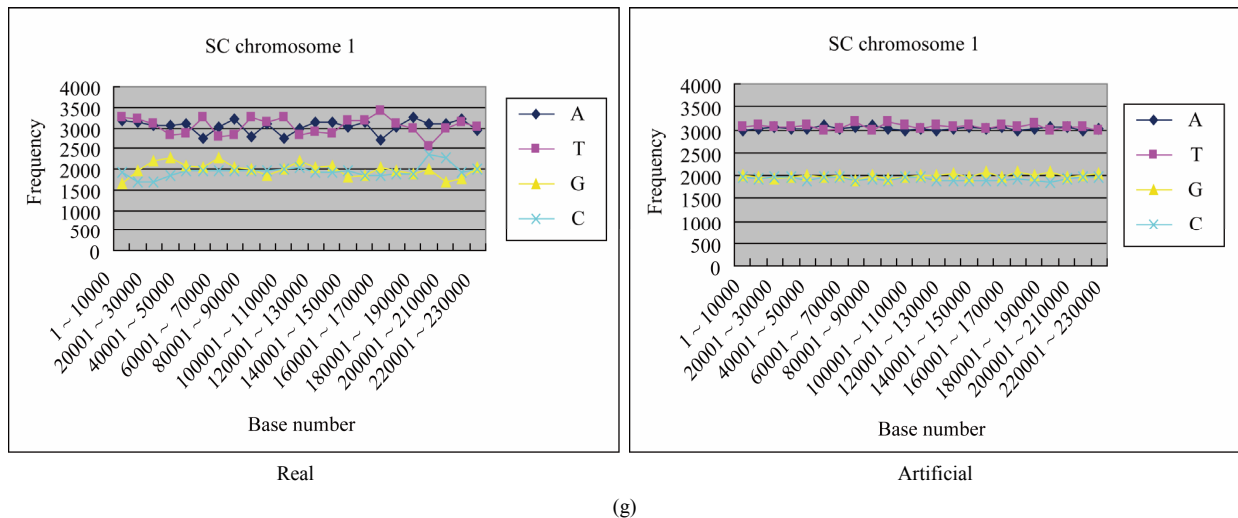 SC chromosome 1
Frequency
4000
3500
3000
2500
2000
1500
1000
500
0
1 ~ 10000
20001 ~ 30000
40001 ~ 50000
60001 ~ 70000
80001 ~ 90000
100001 ~ 110000
120001 ~ 130000
140001 ~ 150000
160001 ~ 170000
180001 ~ 190000
200001 ~ 210000
220001 ~ 230000
Base number
A
T
G
C
Real
SC chromosome 1
Frequency
4000
3500
3000
2500
2000
1500
1000
500
0
1 ~ 10000
20001 ~ 30000
40001 ~ 50000
60001 ~ 70000
80001 ~ 90000
100001 ~ 110000
120001 ~ 130000
140001 ~ 150000
160001 ~ 170000
180001 ~ 190000
200001 ~ 210000
220001 ~ 230000
Base number
A
T
G
C
Artificial
(g)